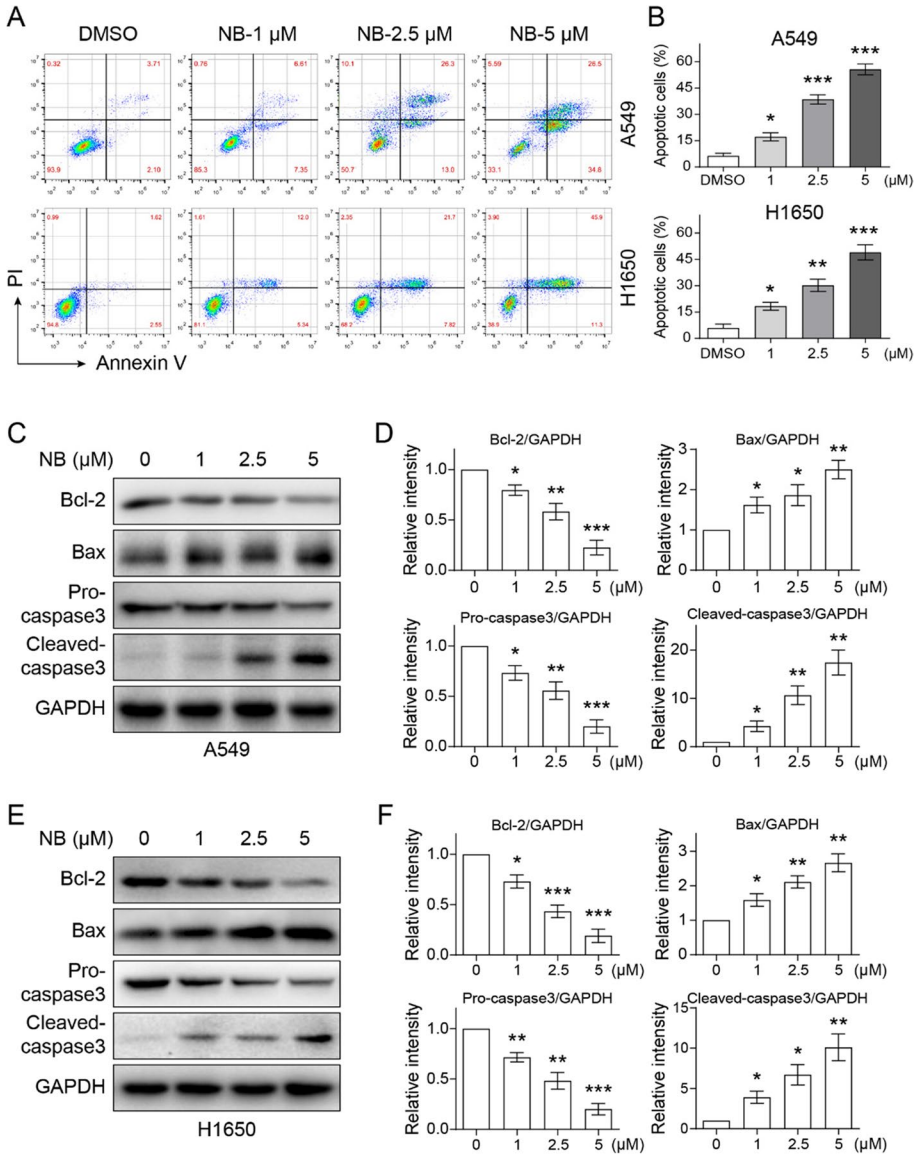 A
DMSO NB-1 µM NB-2.5 µM NB-5 µM
0.32 3.71 0.76 6.61 10.1 26.3 5.59 26.5
93.9 2.10 85.3 7.35 50.7 13.0 33.1 34.8
A549
0.99 1.62 1.61 12.0 2.35 21.7 3.90 45.9
94.8 2.55 81.1 5.34 68.2 7.82 11.3
H1650
PI
Annexin V
B
A549
Apoptotic cells (%)
60
45
30
15
0
* *** ***
DMSO 1 2.5 5 (µM)
H1650
Apoptotic cells (%)
60
45
30
15
0
* ** ***
DMSO 1 2.5 5 (µM)
C
NB (µM) 0 1 2.5 5
Bcl-2
Bax
Pro-
caspase3
Cleaved-
caspase3
GAPDH
A549
D
Bcl-2/GAPDH
Relative intensity
1.0
0.5
0.0
* ** ***
0 1 2.5 5 (µM)
Bax/GAPDH
Relative intensity
3
2
1
0
* * **
0 1 2.5 5 (µM)
Pro-caspase3/GAPDH
Relative intensity
1.0
0.5
0.0
* ** ***
0 1 2.5 5 (µM)
Cleaved-caspase3/GAPDH
Relative intensity
20
10
0
* ** **
0 1 2.5 5 (µM)
E
NB (µM) 0 1 2.5 5
Bcl-2
Bax
Pro-
caspase3
Cleaved-
caspase3
GAPDH
H1650
F
Bcl-2/GAPDH
Relative intensity
1.0
0.5
0.0
* *** ***
0 1 2.5 5 (µM)
Bax/GAPDH
Relative intensity
3
2
1
0
* ** **
0 1 2.5 5 (µM)
Pro-caspase3/GAPDH
Relative intensity
1.0
0.5
0.0
** ** ***
0 1 2.5 5 (µM)
Cleaved-caspase3/GAPDH
Relative intensity
15
10
5
0
* * **
0 1 2.5 5 (µM)